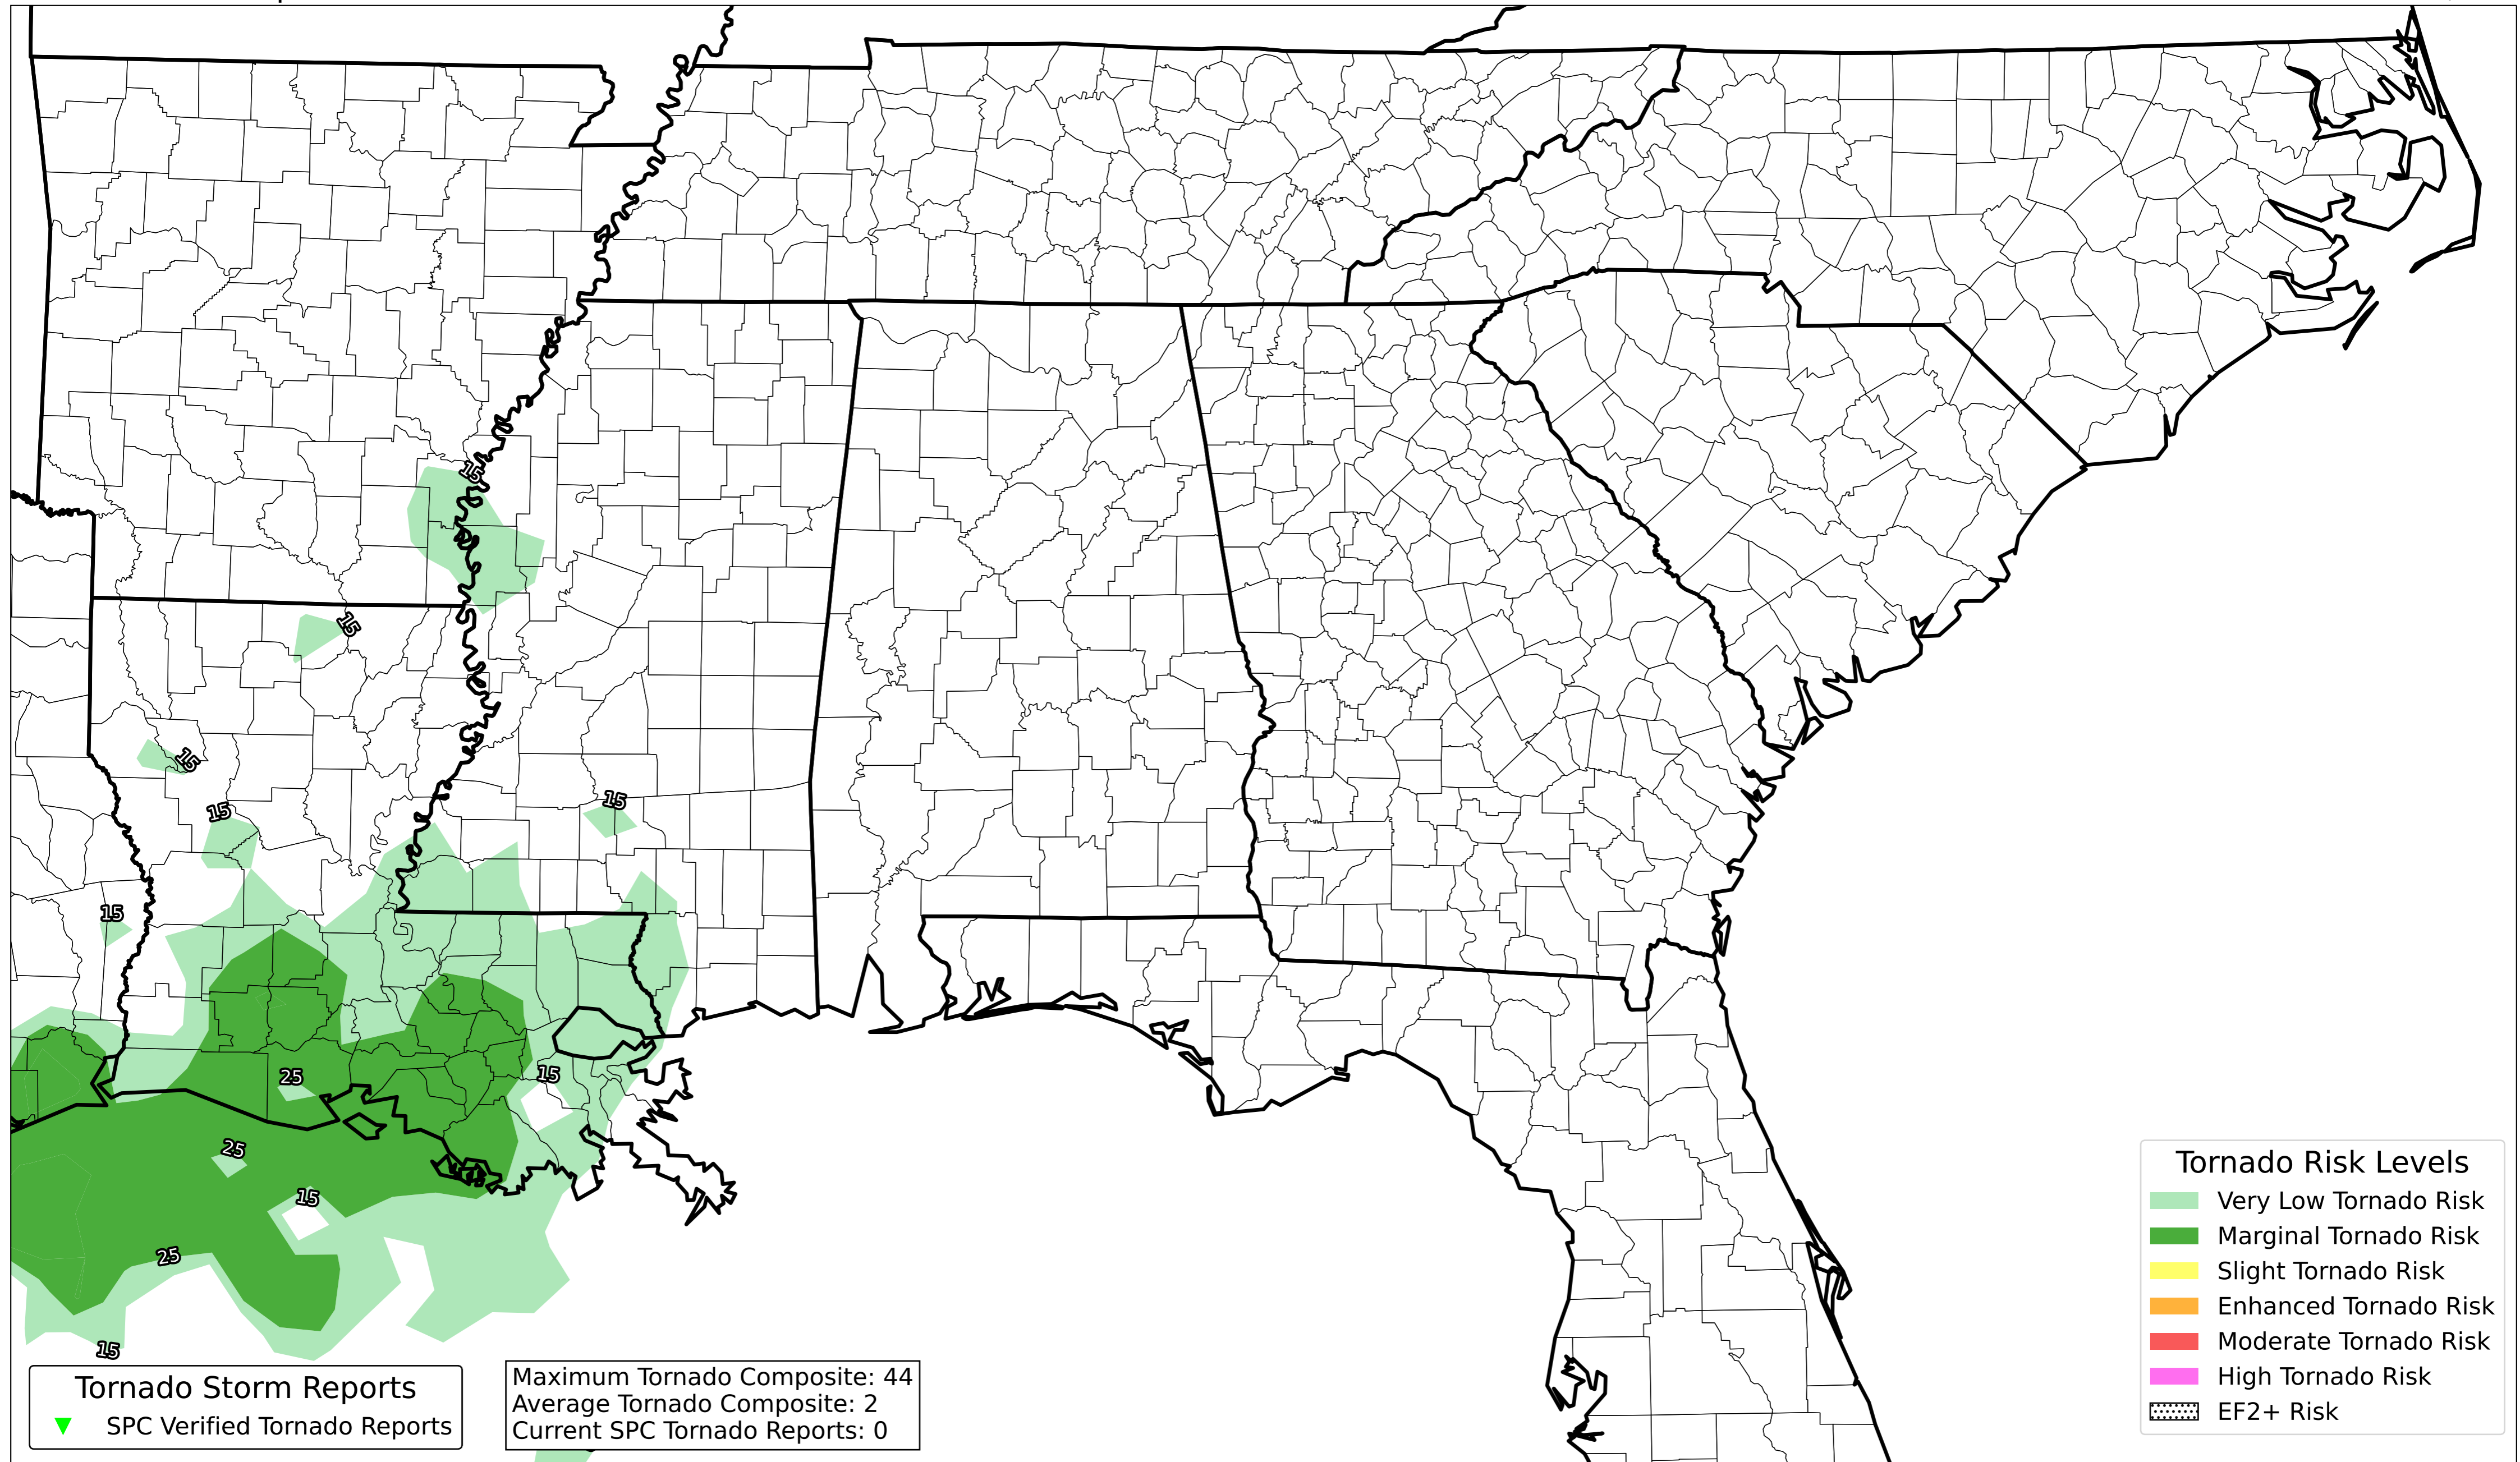 15
15
15
15
15
15
25
15
25
15
25
15
Tornado Storm Reports
SPC Verified Tornado Reports
Maximum Tornado Composite: 44
Average Tornado Composite: 2
Current SPC Tornado Reports: 0
Tornado Risk Levels
Very Low Tornado Risk
Marginal Tornado Risk
Slight Tornado Risk
Enhanced Tornado Risk
Moderate Tornado Risk
High Tornado Risk
EF2+ Risk